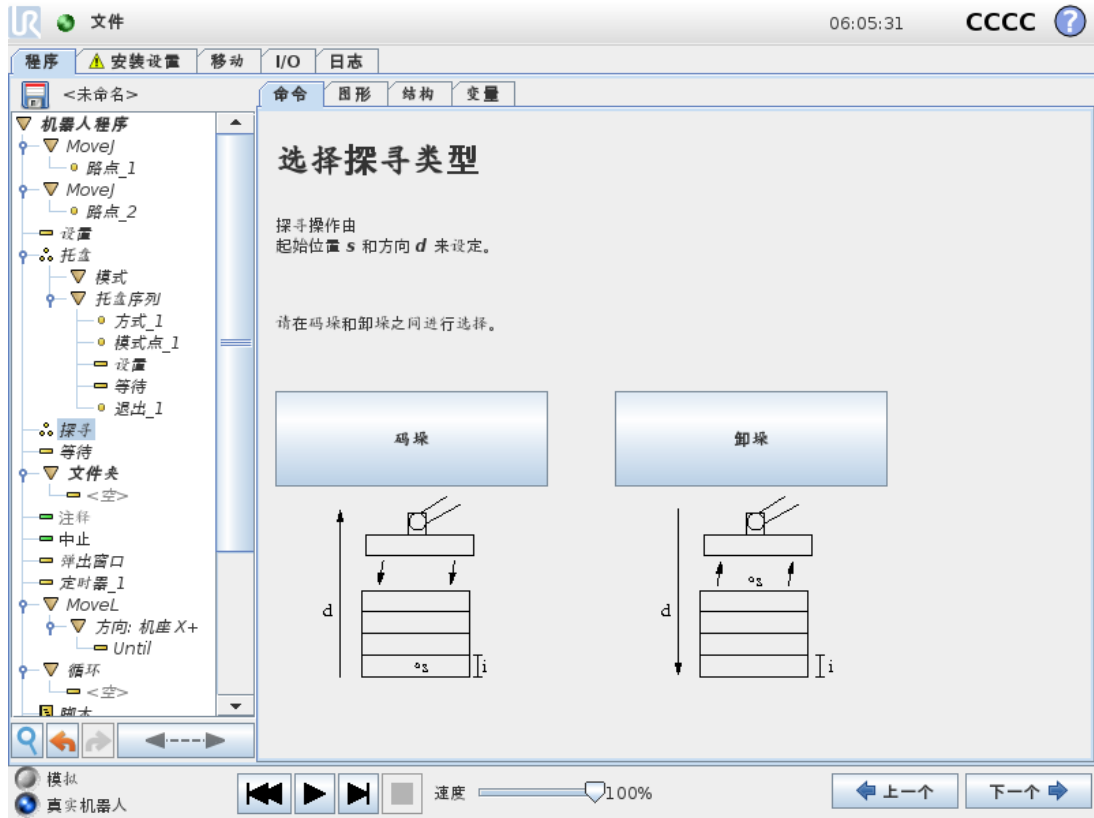 UR 文件 06:05:31 CCCC ?
程序 安装设置 移动 I/O 日志
<未命名> 命令 图形 结构 变量
机器人程序
MoveJ
路点_1
MoveJ
路点_2
设置
托盘
模式
托盘序列
方式_1
模式点_1
设置
等待
退出_1
探寻
等待
文件夹
<空>
注释
中止
弹出窗口
定时器_1
MoveL
方向: 机座 X+
Until
循环
<空>
脚本
选择探寻类型
探寻操作由
起始位置 s 和方向 d 来设定。
请在码垛和卸垛之间进行选择。
码垛 卸垛
d s i
d s i
模拟
真实机器人
速度 100% 上一个 下一个